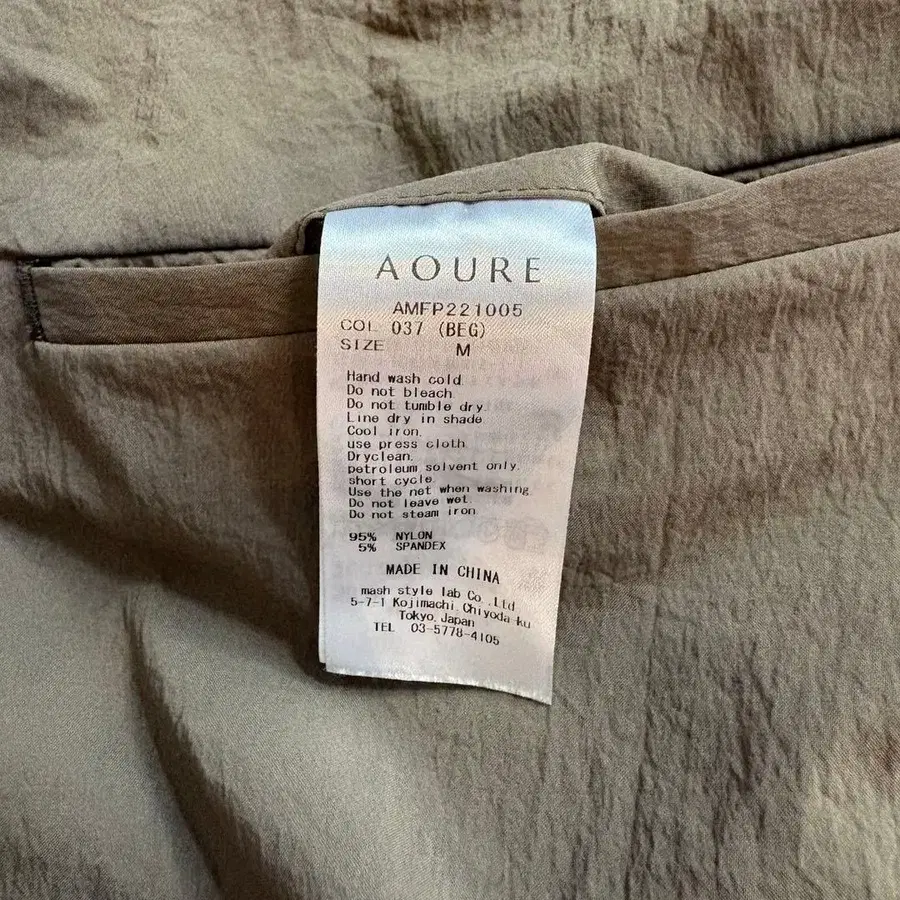 AOURE
AMFP221005
COL 037 (BEG)
SIZE M
Hand wash cold.
Do not bleach.
Do not tumble dry.
Line dry in shade.
Cool iron.
use press cloth.
Dryclean.
petroleum solvent only.
short cycle.
Use the net when washing.
Do not leave wet.
Do not steam iron.
95% NYLON
5% SPANDEX
MADE IN CHINA
mash style lab Co.,Ltd.
5-7-1 Kojimachi,Chiyoda-ku
Tokyo,Japan
TEL 03-5778-4105